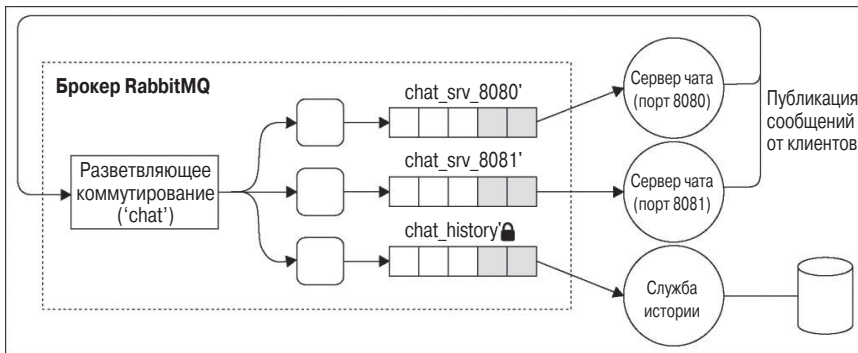 Брокер RabbitMQ
Разветвляющее
коммутирование
(‘chat’)
chat_srv_8080'
chat_srv_8081'
chat_history'
Сервер чата
(порт 8080)
Сервер чата
(порт 8081)
Служба
истории
Публикация
сообщений
от клиентов